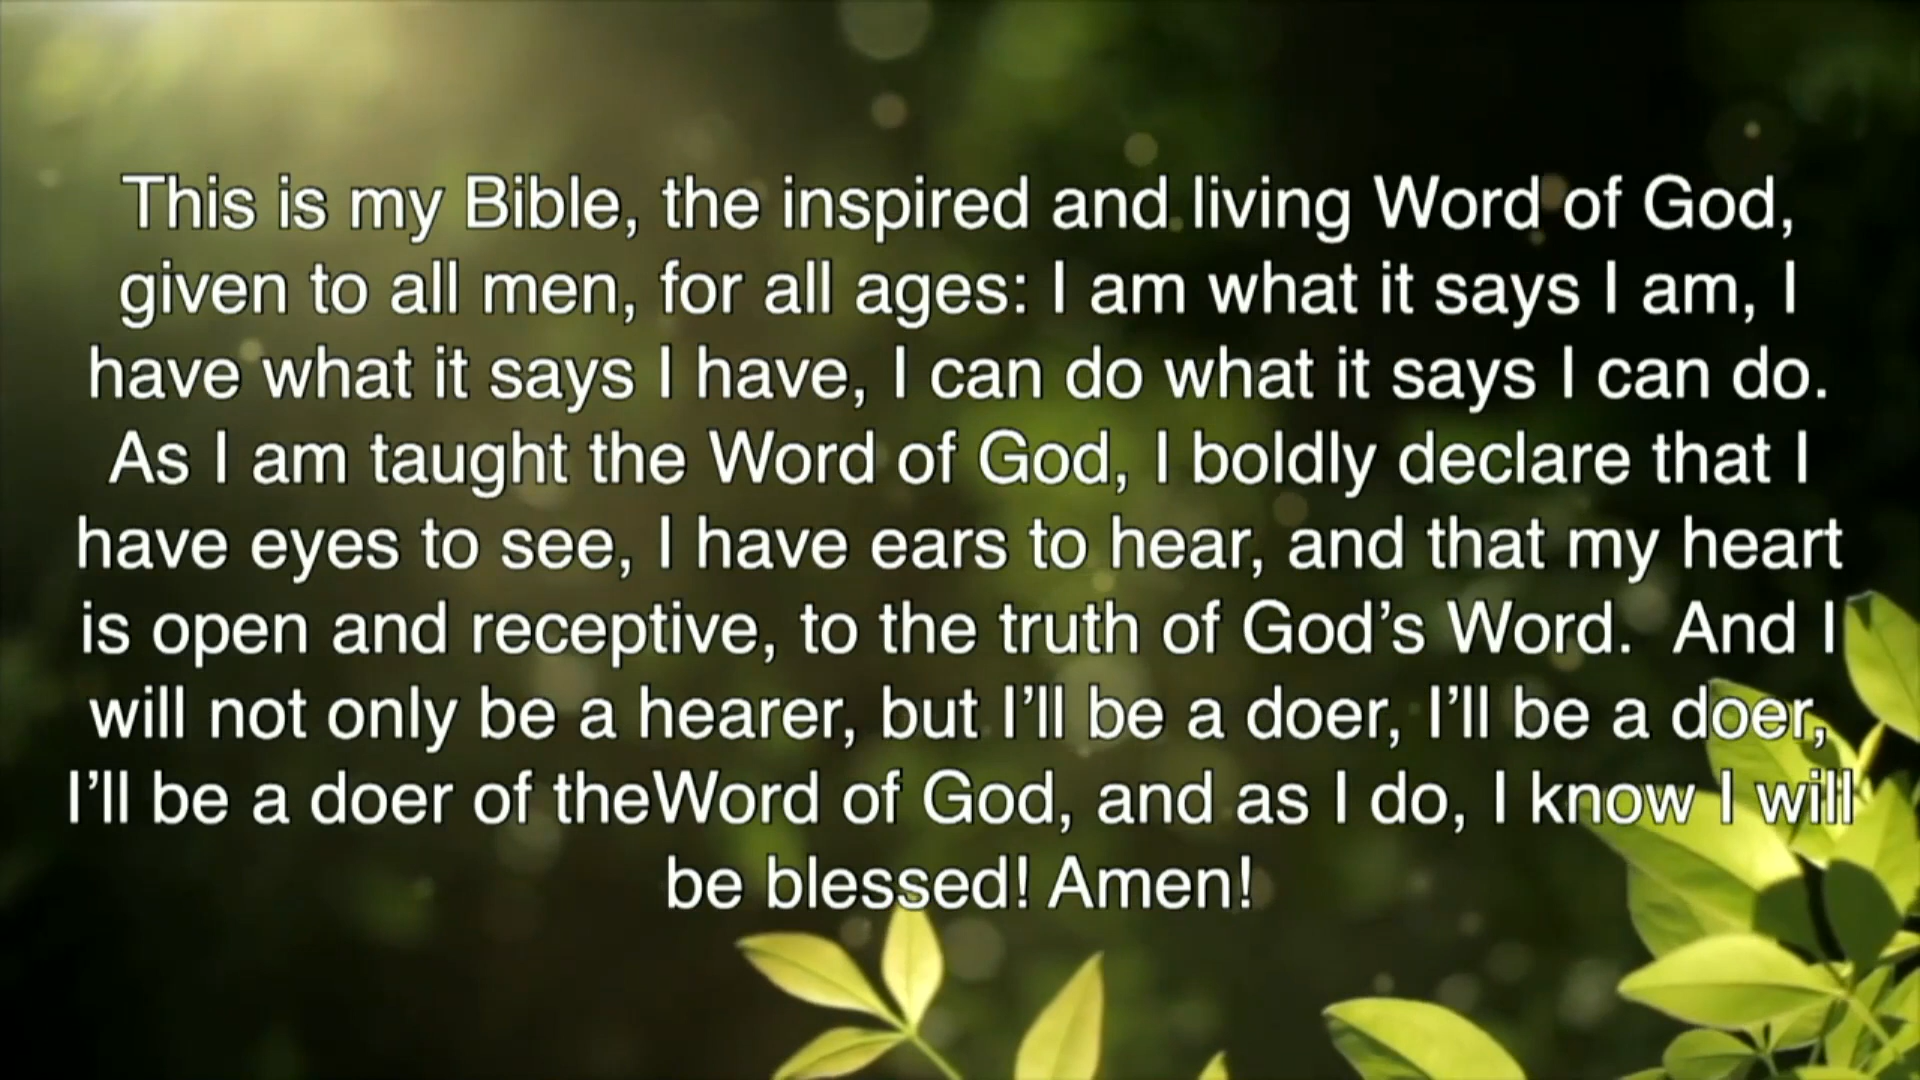 This is my Bible, the inspired and living Word of God,
given to all men, for all ages: I am what it says I am, I
have what it says I have, I can do what it says I can do.
As I am taught the Word of God, I boldly declare that I
have eyes to see, I have ears to hear, and that my heart
is open and receptive, to the truth of God’s Word.  And I
will not only be a hearer, but I’ll be a doer, I’ll be a doer,
I’ll be a doer of theWord of God, and as I do, I know I will
be blessed! Amen!